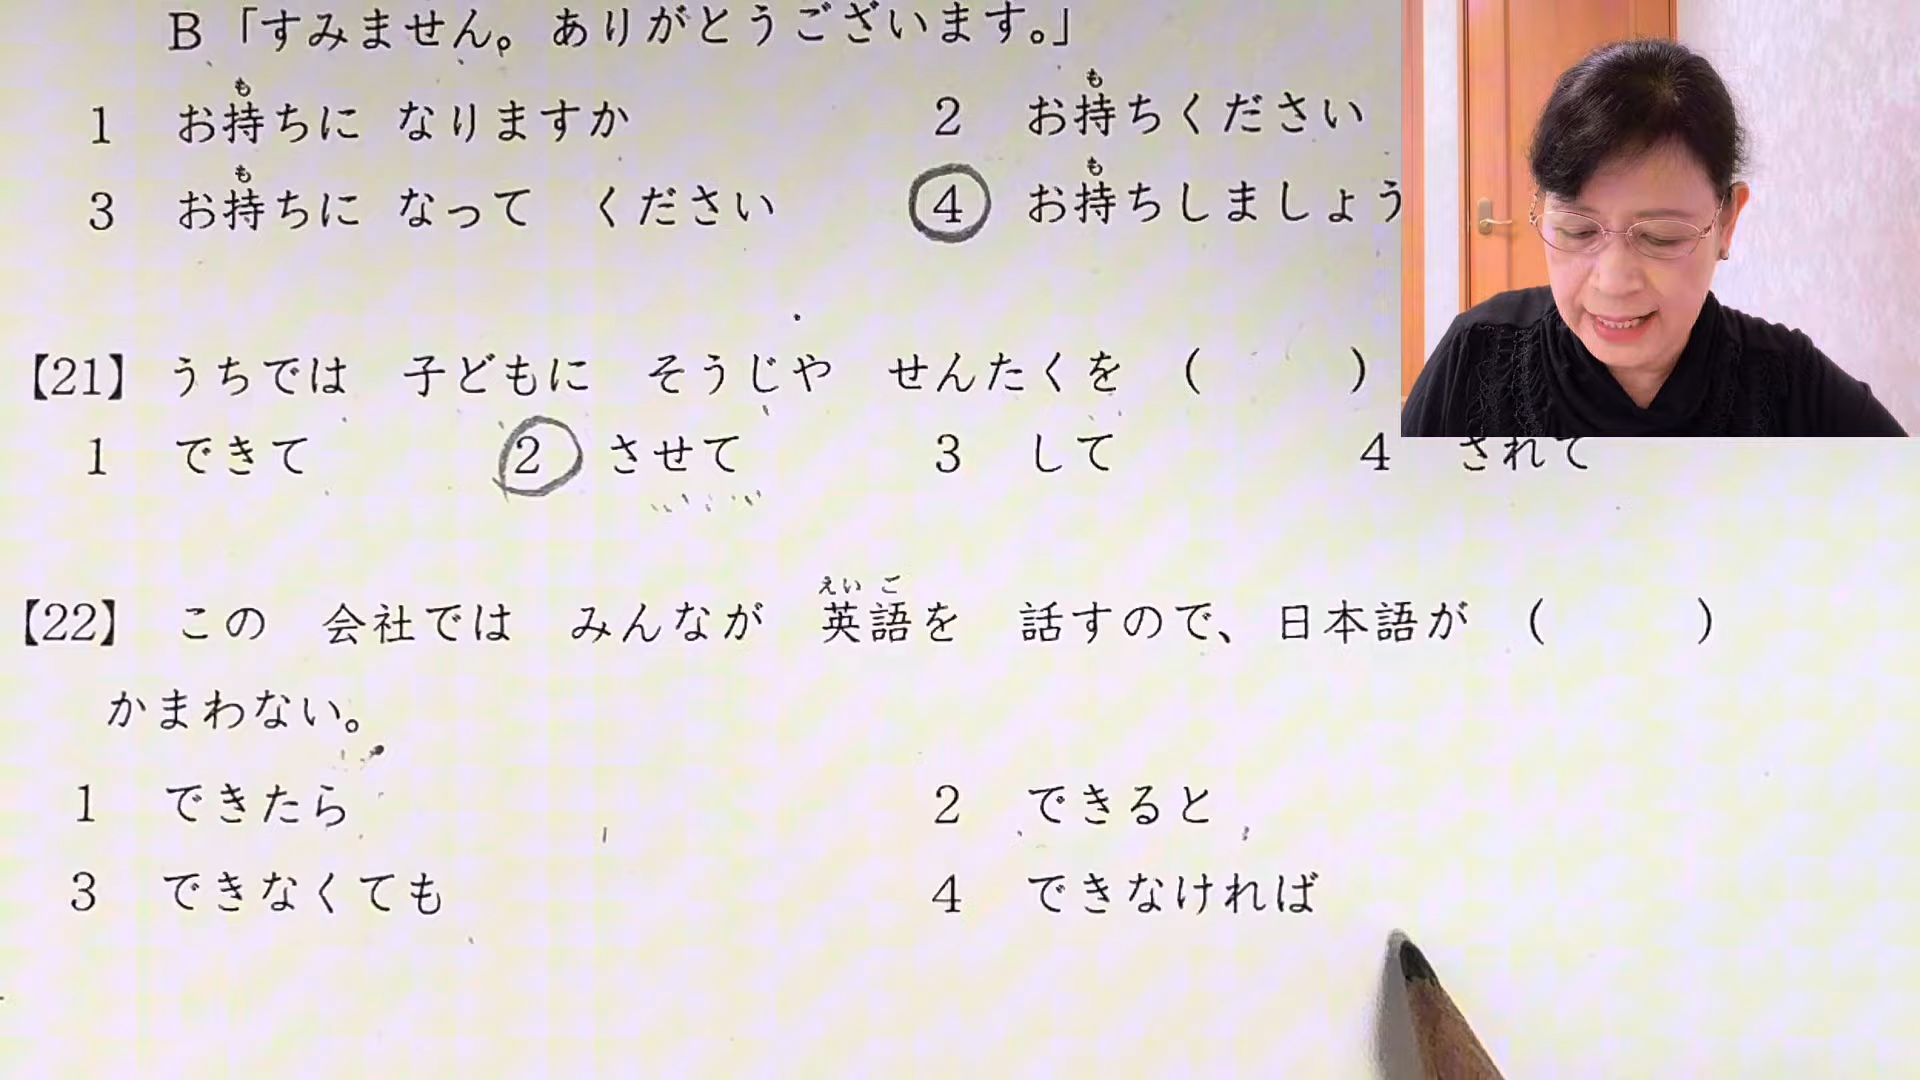 B「すみません。ありがとうございます。」
1 お持ちに なりますか 2 お持ちください
3 お持ちに なって ください 4 お持ちしましょう
【21】 うちでは 子どもに そうじや せんたくを ( )
1 できて 2 させて 3 して 4 されて
【22】 この 会社では みんなが 英語を 話すので、日本語が ( )
かまわない。
1 できたら 2 できると
3 できなくても 4 できなければ